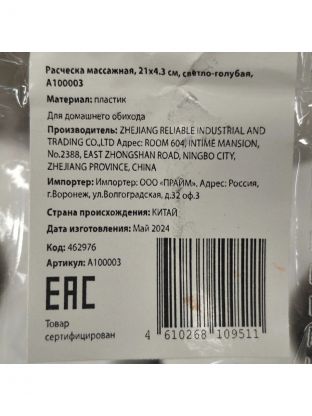 Расческа массажная, 21x4.3 см, светло-голубая,
A100003
Материал: пластик
Для домашнего обихода
Производитель: ZHEJIANG RELIABLE INDUSTRIAL AND
TRADING CO.,LTD Адрес: ROOM 604, INTIME MANSION,
No.2388, EAST ZHONGSHAN ROAD, NINGBO CITY,
ZHEJIANG PROVINCE, CHINA
Импортер: Импортер: ООО «ПРАЙМ», Адрес: Россия,
г.Воронеж, ул.Волгоградская, д.32 оф.3
Страна происхождения: КИТАЙ
Дата изготовления: Май 2024
Код: 462976
Артикул: A100003
EAC
Товар
сертифицирован
4 610268 109511